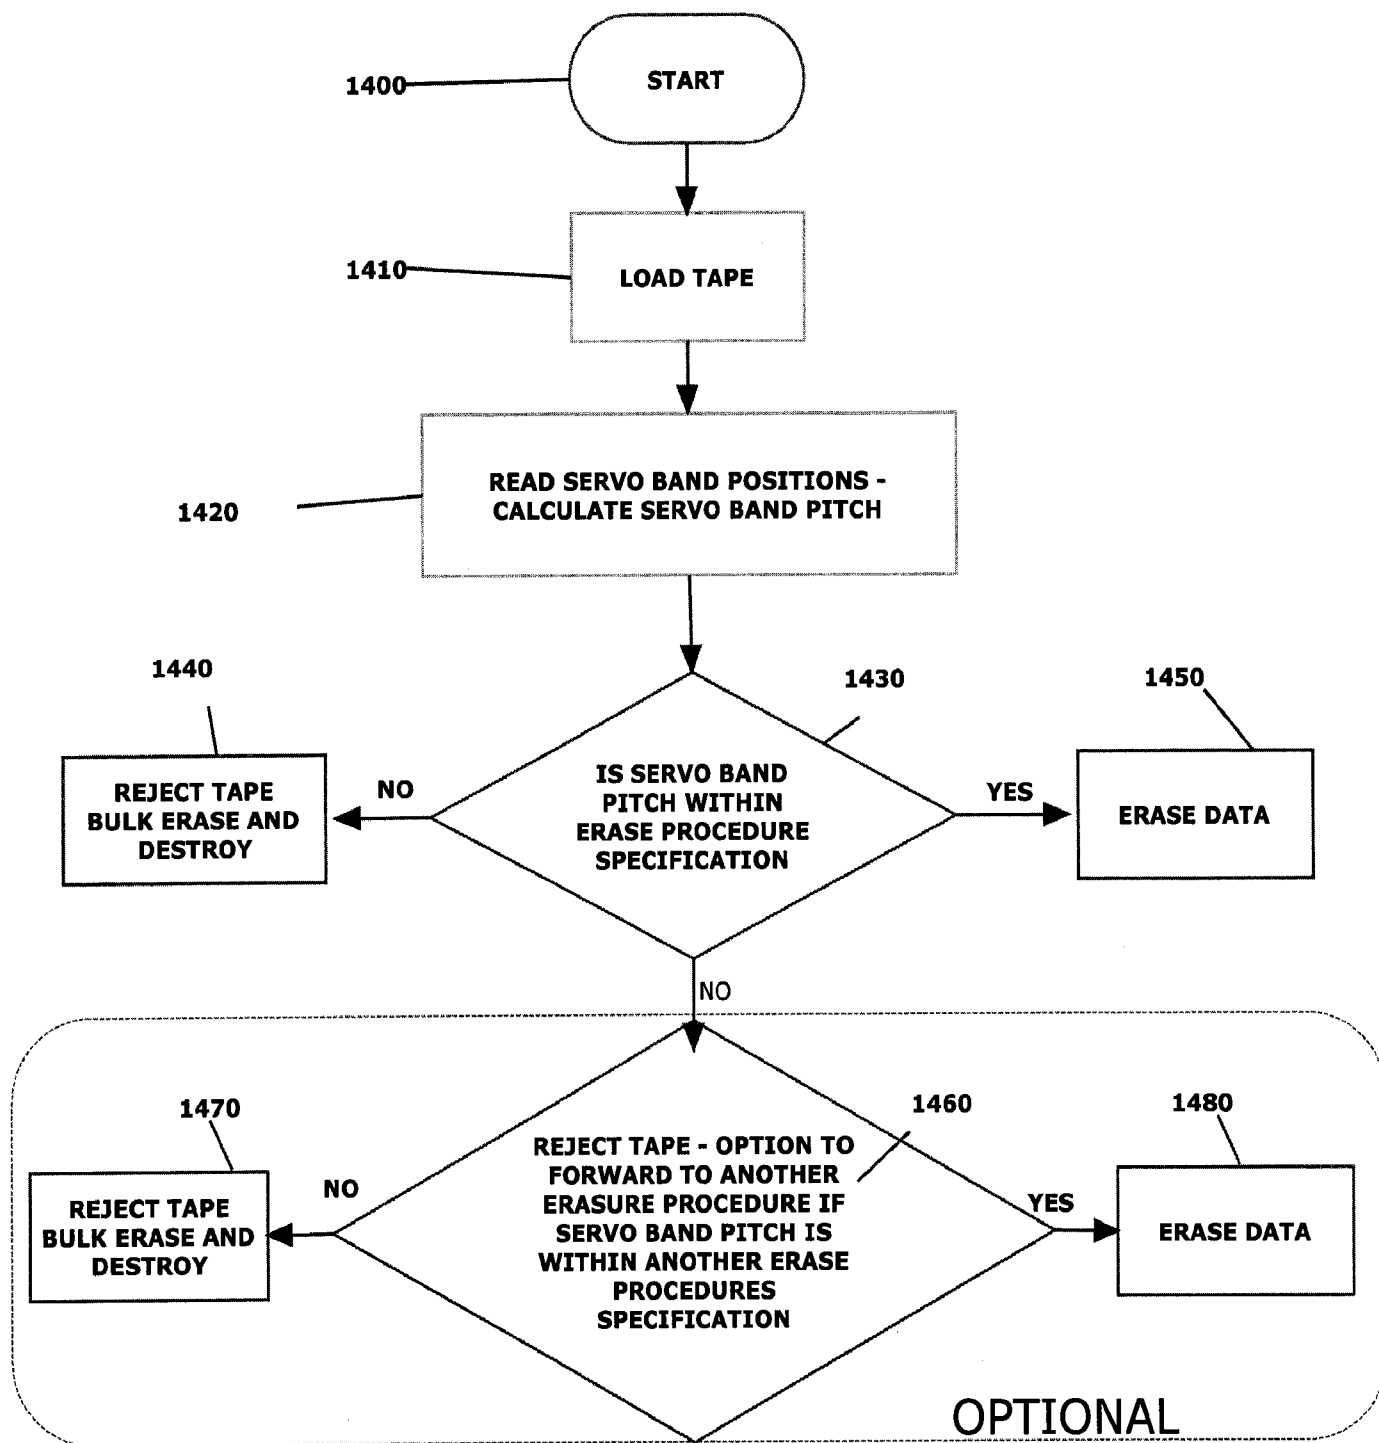 START
1400
LOAD TAPE
1410
READ SERVO BAND POSITIONS -
CALCULATE SERVO BAND PITCH
1420
1440
1430
1450
REJECT TAPE
BULK ERASE AND
DESTROY
NO
IS SERVO BAND
PITCH WITHIN
ERASE PROCEDURE
SPECIFICATION
YES
ERASE DATA
NO
1470
1460
1480
REJECT TAPE
BULK ERASE AND
DESTROY
NO
REJECT TAPE - OPTION TO
FORWARD TO ANOTHER
ERASURE PROCEDURE IF
SERVO BAND PITCH IS
WITHIN ANOTHER ERASE
PROCEDURES
SPECIFICATION
YES
ERASE DATA
OPTIONAL